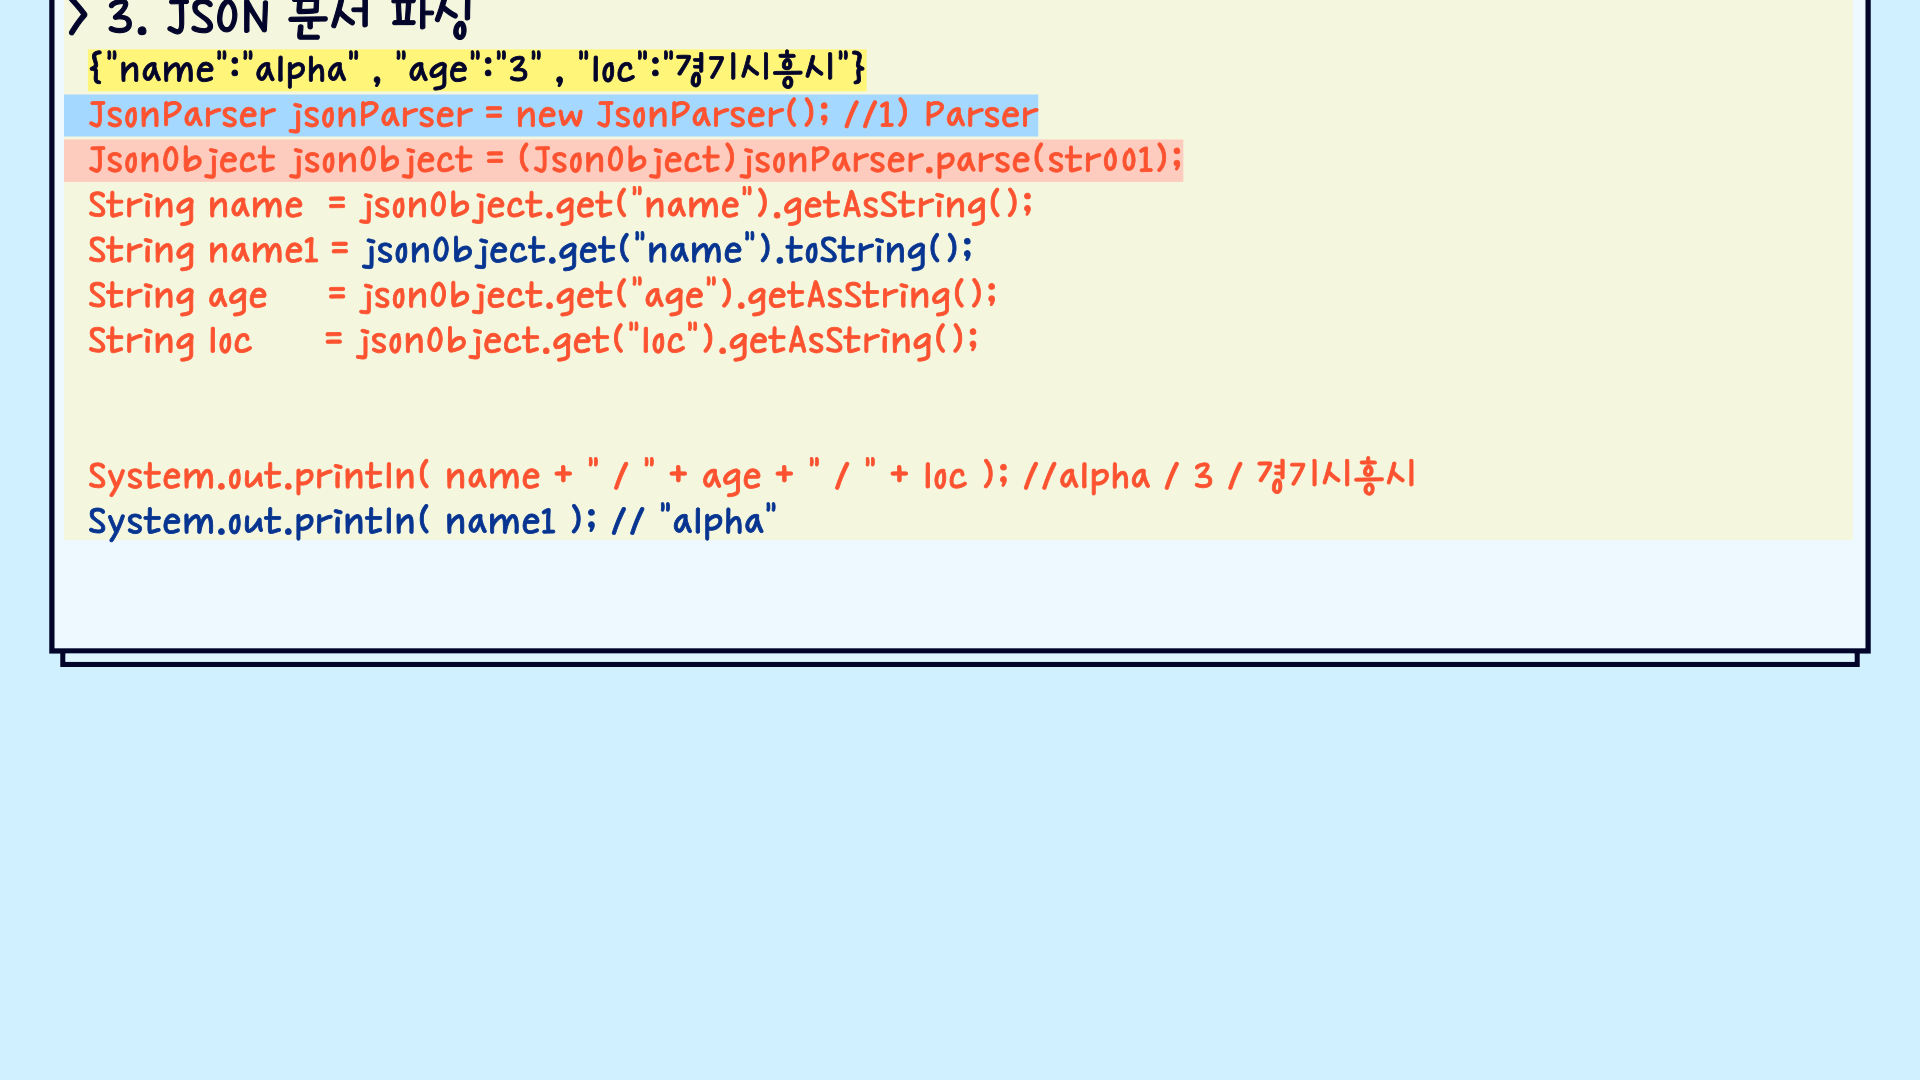 > 3. JSON 문서 파싱
{"name":"alpha" , "age":"3" , "loc":"경기시흥시"}
JsonParser jsonParser = new JsonParser(); //1) Parser
JsonObject jsonObject = (JsonObject)jsonParser.parse(str001);
String name = jsonObject.get("name").getAsString();
String name1 = jsonObject.get("name").toString();
String age = jsonObject.get("age").getAsString();
String loc = jsonObject.get("loc").getAsString();
System.out.println( name + " / " + age + " / " + loc ); //alpha / 3 / 경기시흥시
System.out.println( name1 ); // "alpha"